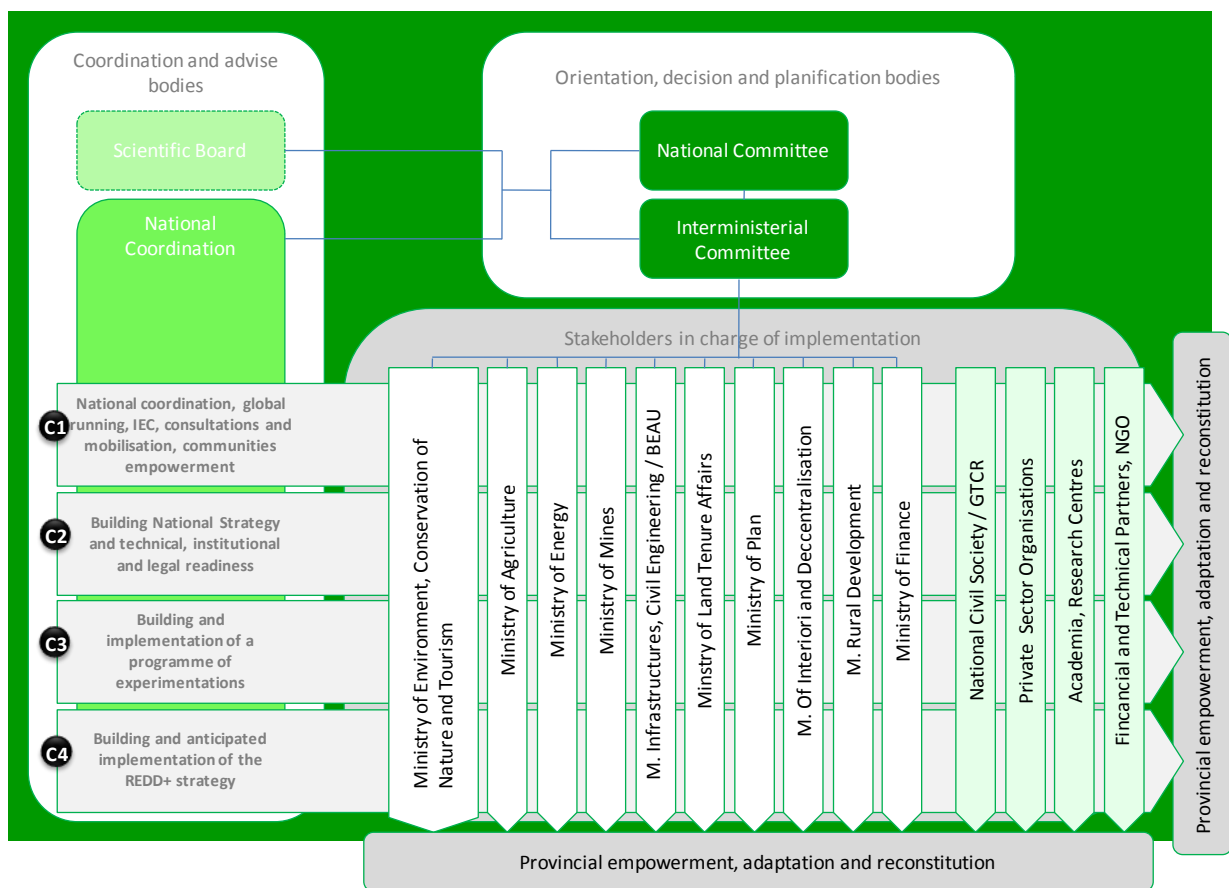 Coordination and advise
bodies
Orientation, decision and planification bodies
Scientific Board
National Committee
National
Coordination
Interministerial
Committee
Stakeholders in charge of implementation
C1
National coordination, global
running, IEC, consultations and
mobilisation, communities
empowerment
C2
Building National Strategy
and technical, institutional
and legal readiness
C3
Building and
implementation of a
programme of
experimentations
C4
Building and anticipated
implementation of the
REDD+ strategy
Ministry of Environment, Conservation of
Nature and Tourism
Ministry of Agriculture
Ministry of Energy
Ministry of Mines
M. Infrastructures, Civil Engineering / BEAU
Minstry of Land Tenure Affairs
Ministry of Plan
M. Of Interiori and Deccentralisation
M. Rural Development
Ministry of Finance
National Civil Society / GTCR
Private Sector Organisations
Academia, Research Centres
Fincancial and Technical Partners, NGO
Provincial empowerment, adaptation and reconstitution
Provincial empowerment, adaptation and reconstitution